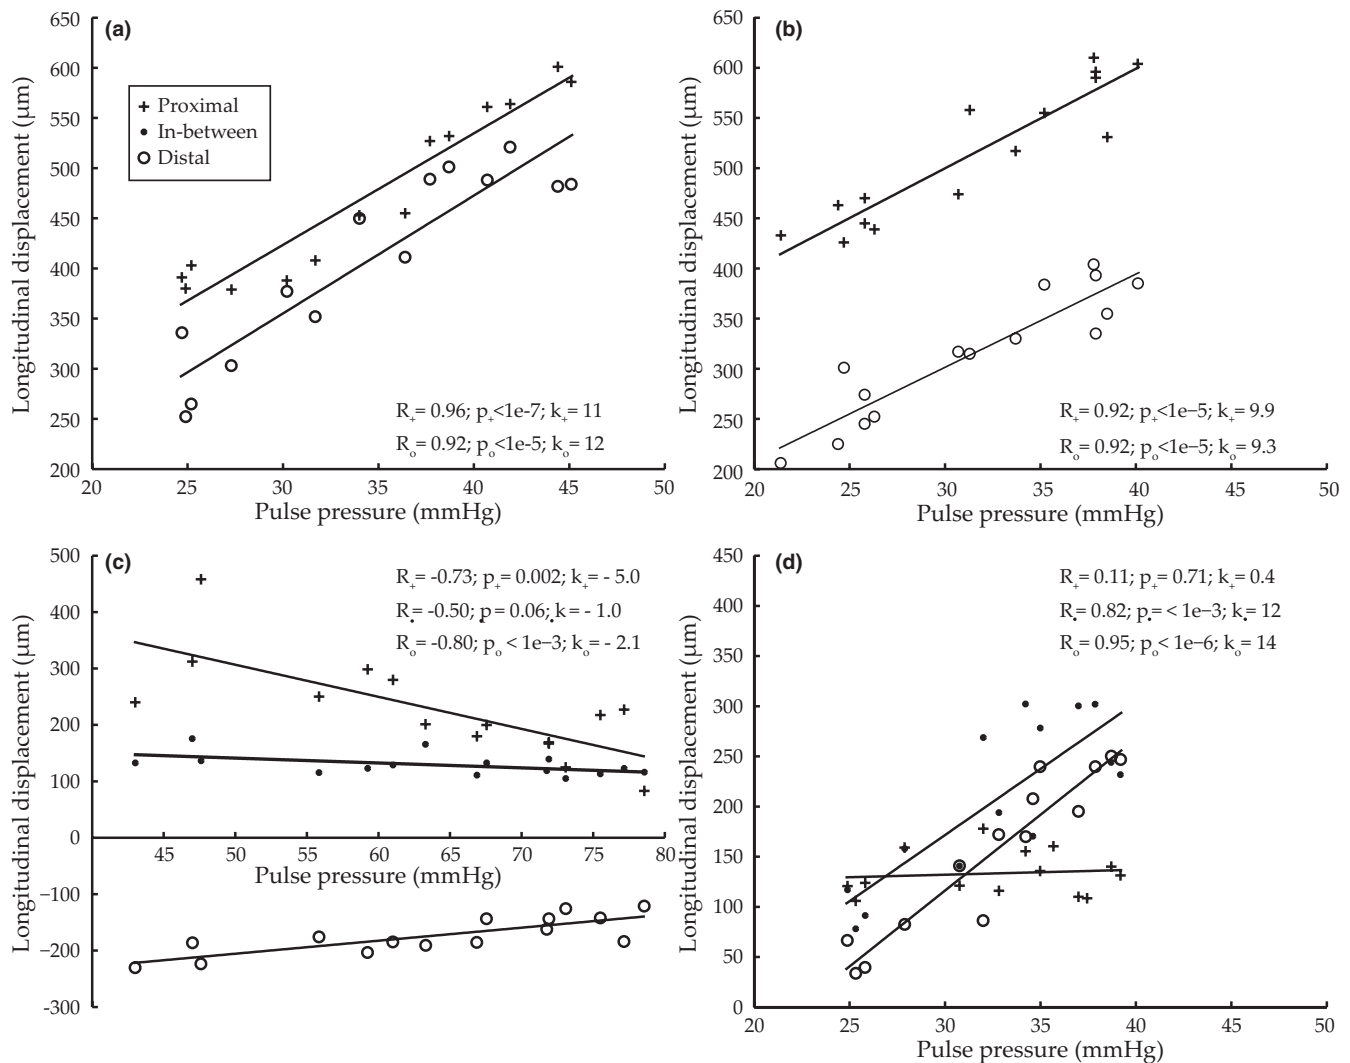 (a)
650
600
550
500
450
400
350
300
250
200
Longitudinal displacement (µm)
+ Proximal
• In-between
o Distal
R+= 0.96; p+<1e-7; k+= 11
Ro= 0.92; po<1e-5; ko= 12
20 25 30 35 40 45 50
Pulse pressure (mmHg)
(b)
650
600
550
500
450
400
350
300
250
200
Longitudinal displacement (µm)
R+= 0.92; p+<1e−5; k+= 9.9
Ro= 0.92; po<1e−5; ko= 9.3
20 25 30 35 40 45 50
Pulse pressure (mmHg)
(c)
500
400
300
200
100
0
−100
-200
-300
Longitudinal displacement (µm)
R+= -0.73; p+= 0.002; k+= - 5.0
R•= -0.50; p•= 0.06; k•= - 1.0
Ro= -0.80; po < 1e−3; ko= - 2.1
45 50 55 60 65 70 75 80
Pulse pressure (mmHg)
(d)
450
400
450
300
250
200
150
100
50
0
Longitudinal displacement (µm)
R+= 0.11; p+= 0.71; k+= 0.4
R•= 0.82; p•= < 1e−3; k•= 12
Ro= 0.95; po< 1e−6; ko= 14
20 25 30 35 40 45 50
Pulse pressure (mmHg)